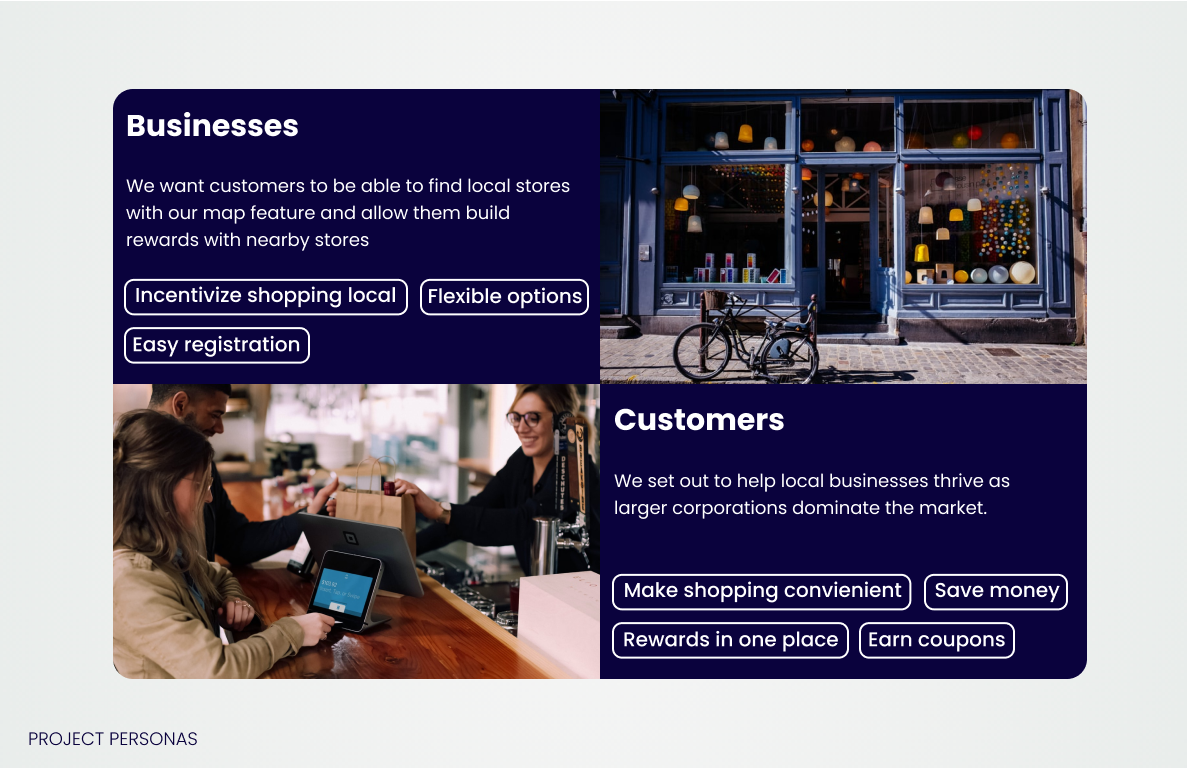 Businesses
We want customers to be able to find local stores
with our map feature and allow them build
rewards with nearby stores
Incentivize shopping local
Flexible options
Easy registration
DESCHUTE
Customers
We set out to help local businesses thrive as
larger corporations dominate the market.
Make shopping convienient
Save money
Rewards in one place
Earn coupons
PROJECT PERSONAS